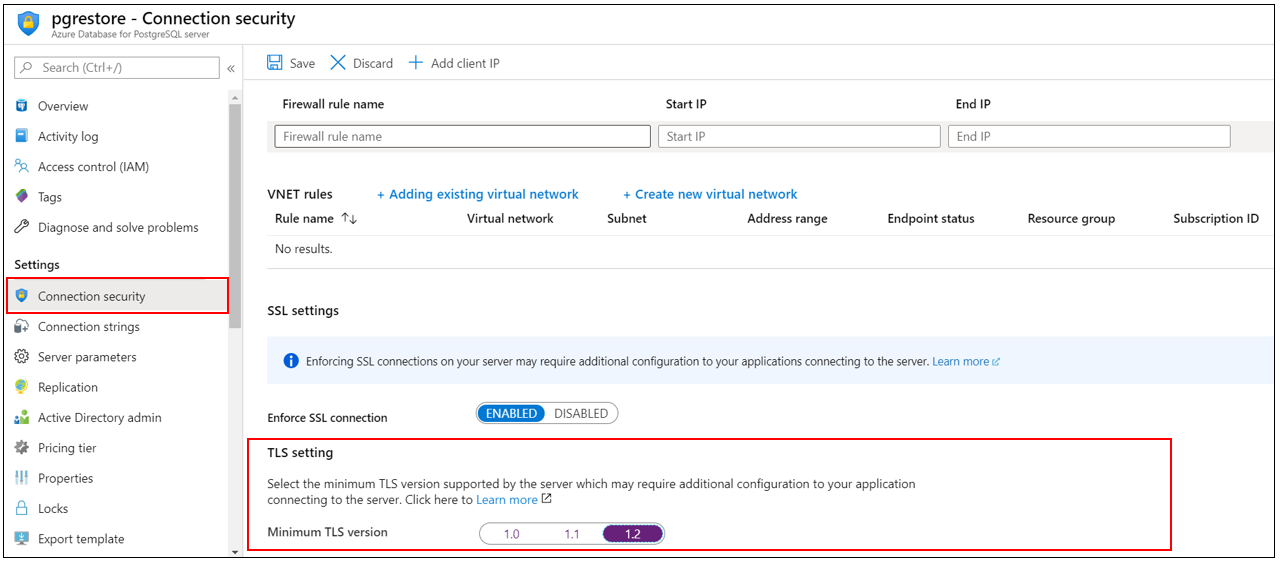 pgrestore - Connection security
Azure Database for PostgreSQL server
Search (Ctrl+/)
«
Overview
Activity log
Access control (IAM)
Tags
Diagnose and solve problems
Settings
Connection security
Connection strings
Server parameters
Replication
Active Directory admin
Pricing tier
Properties
Locks
Export template
Save Discard Add client IP
Firewall rule name Start IP End IP
Firewall rule name Start IP End IP
VNET rules + Adding existing virtual network + Create new virtual network
Rule name Virtual network Subnet Address range Endpoint status Resource group Subscription ID
No results.
SSL settings
Enforcing SSL connections on your server may require additional configuration to your applications connecting to the server. Learn more
Enforce SSL connection ENABLED DISABLED
TLS setting
Select the minimum TLS version supported by the server which may require additional configuration to your application
connecting to the server. Click here to Learn more
Minimum TLS version 1.0 1.1 1.2